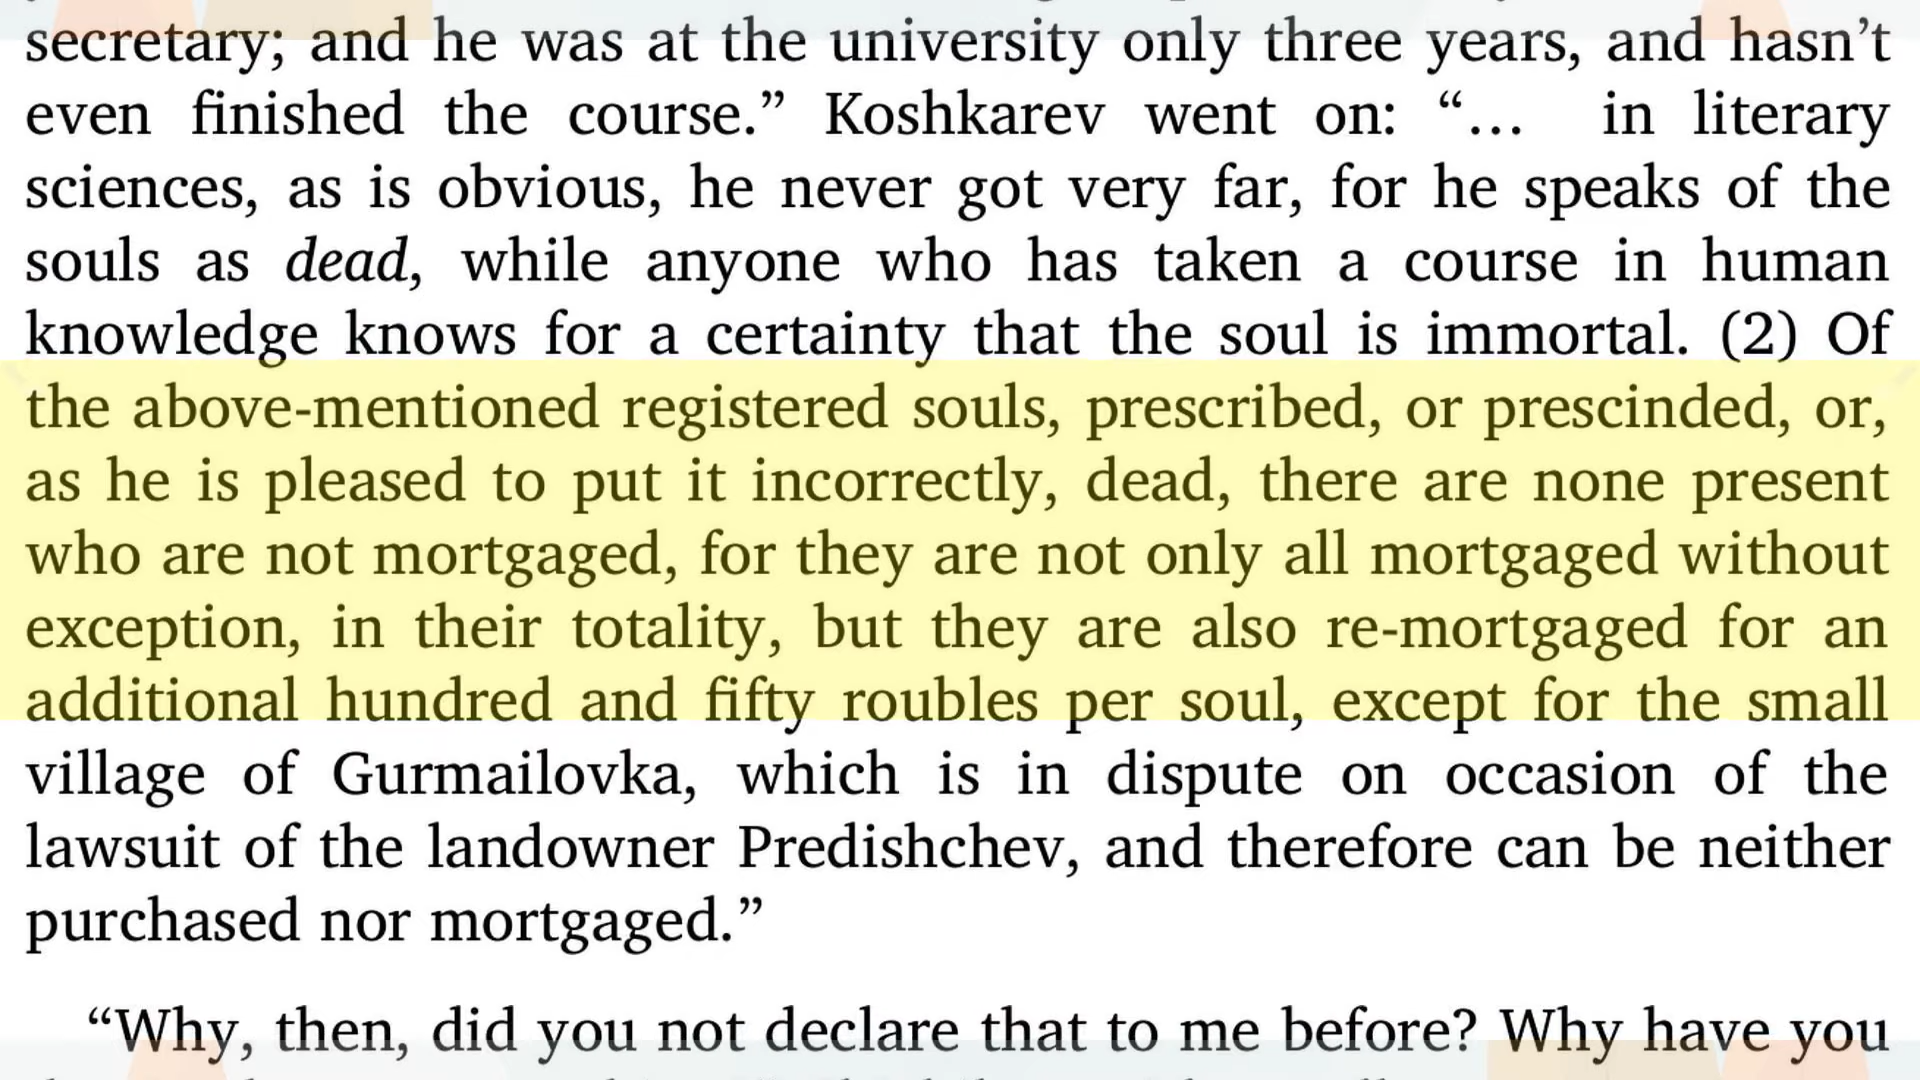 secretary; and he was at the university only three years, and hasn’t
even finished the course.” Koshkarev went on: “… in literary
sciences, as is obvious, he never got very far, for he speaks of the
souls as dead, while anyone who has taken a course in human
knowledge knows for a certainty that the soul is immortal. (2) Of
the above-mentioned registered souls, prescribed, or prescinded, or,
as he is pleased to put it incorrectly, dead, there are none present
who are not mortgaged, for they are not only all mortgaged without
exception, in their totality, but they are also re-mortgaged for an
additional hundred and fifty roubles per soul, except for the small
village of Gurmailovka, which is in dispute on occasion of the
lawsuit of the landowner Predishchev, and therefore can be neither
purchased nor mortgaged.”
“Why, then, did you not declare that to me before? Why have you